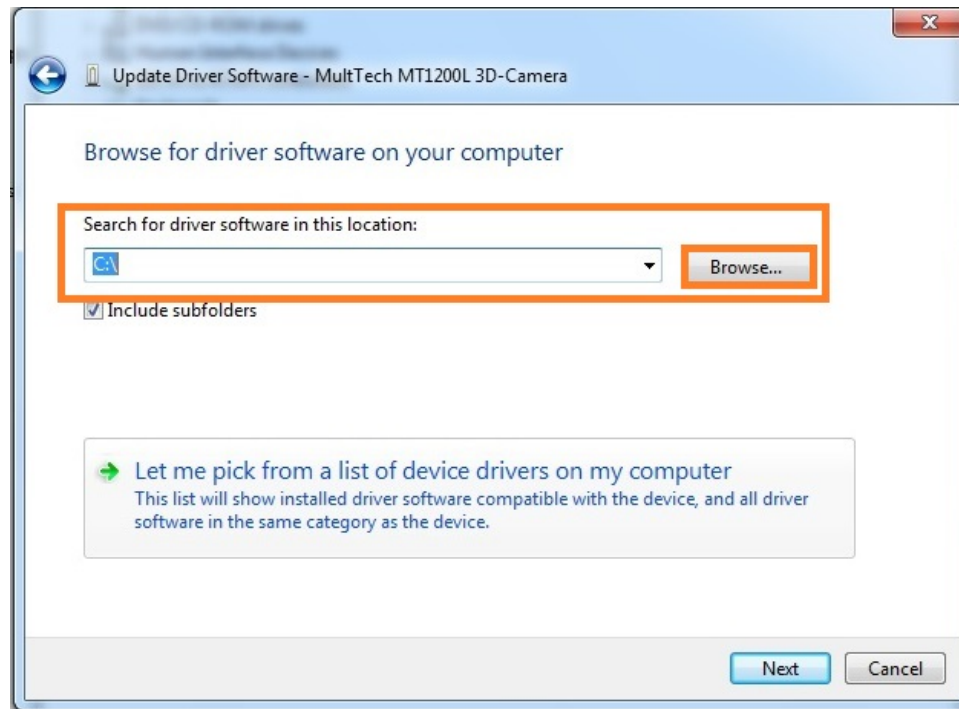 Update Driver Software - MultTech MT1200L 3D-Camera
Browse for driver software on your computer
Search for driver software in this location:
C:\
Browse...
Include subfolders
Let me pick from a list of device drivers on my computer
This list will show installed driver software compatible with the device, and all driver
software in the same category as the device.
Next
Cancel